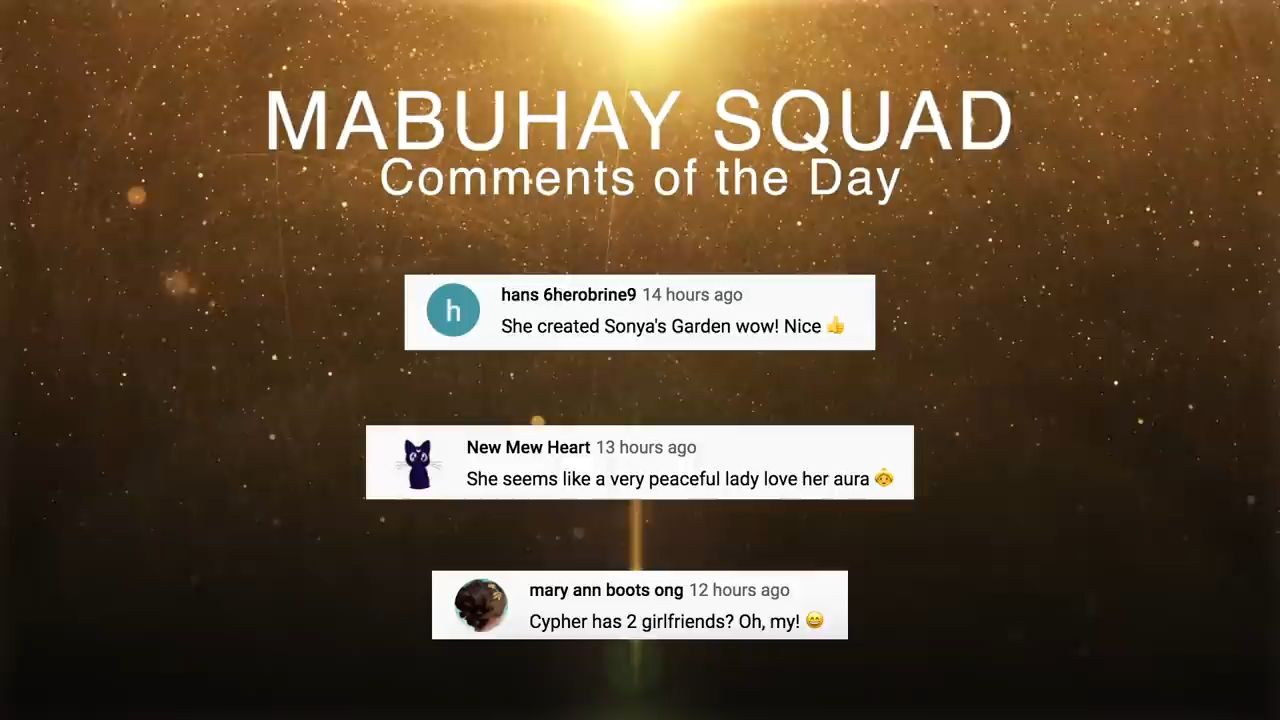 MABUHAY SQUAD
Comments of the Day
h
hans 6herobrine9 14 hours ago
She created Sonya's Garden wow! Nice 👍
New Mew Heart 13 hours ago
She seems like a very peaceful lady love her aura 👵
mary ann boots ong 12 hours ago
Cypher has 2 girlfriends? Oh, my! 😁